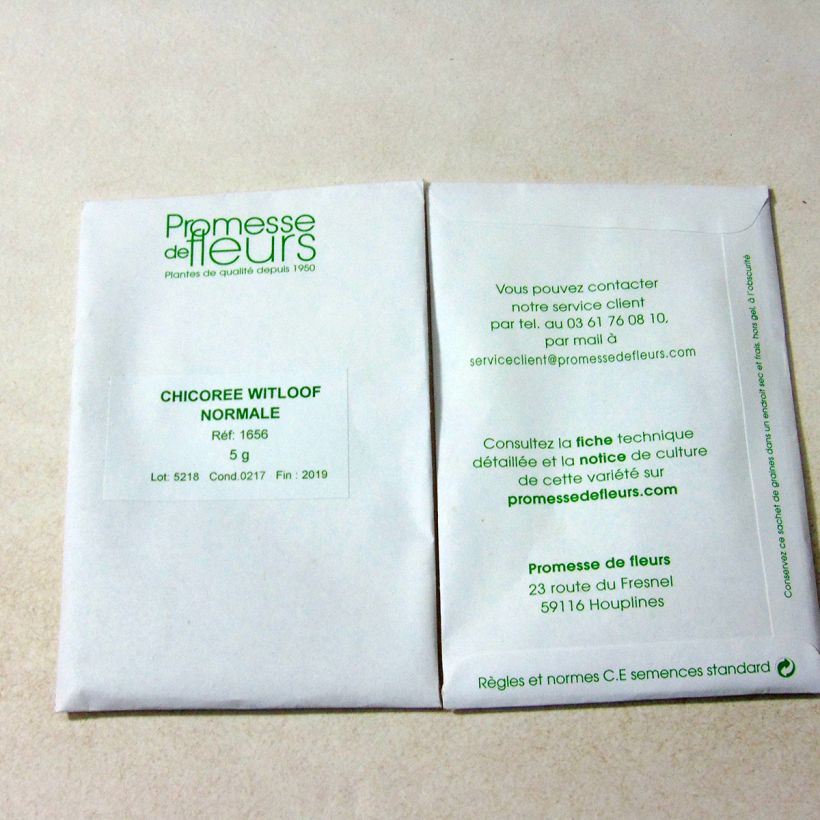 Promesse
de fleurs
Plantes de qualité depuis 1950
CHICOREE WITLOOF
NORMALE
Réf: 1656
5 g
Lot: 5218 Cond.0217 Fin : 2019
Vous pouvez contacter
notre service client
par tel. au 03 61 76 08 10,
par mail à
serviceclient@promessedefleurs.com
Consultez la fiche technique
détaillée et la notice de culture
de cette variété sur
promessedefleurs.com
Promesse de fleurs
23 route du Fresnel
59116 Houplines
Règles et normes C.E semences standard
Conservez ce sachet de graines dans un endroit sec et frais, hors gel, à l'obscurité